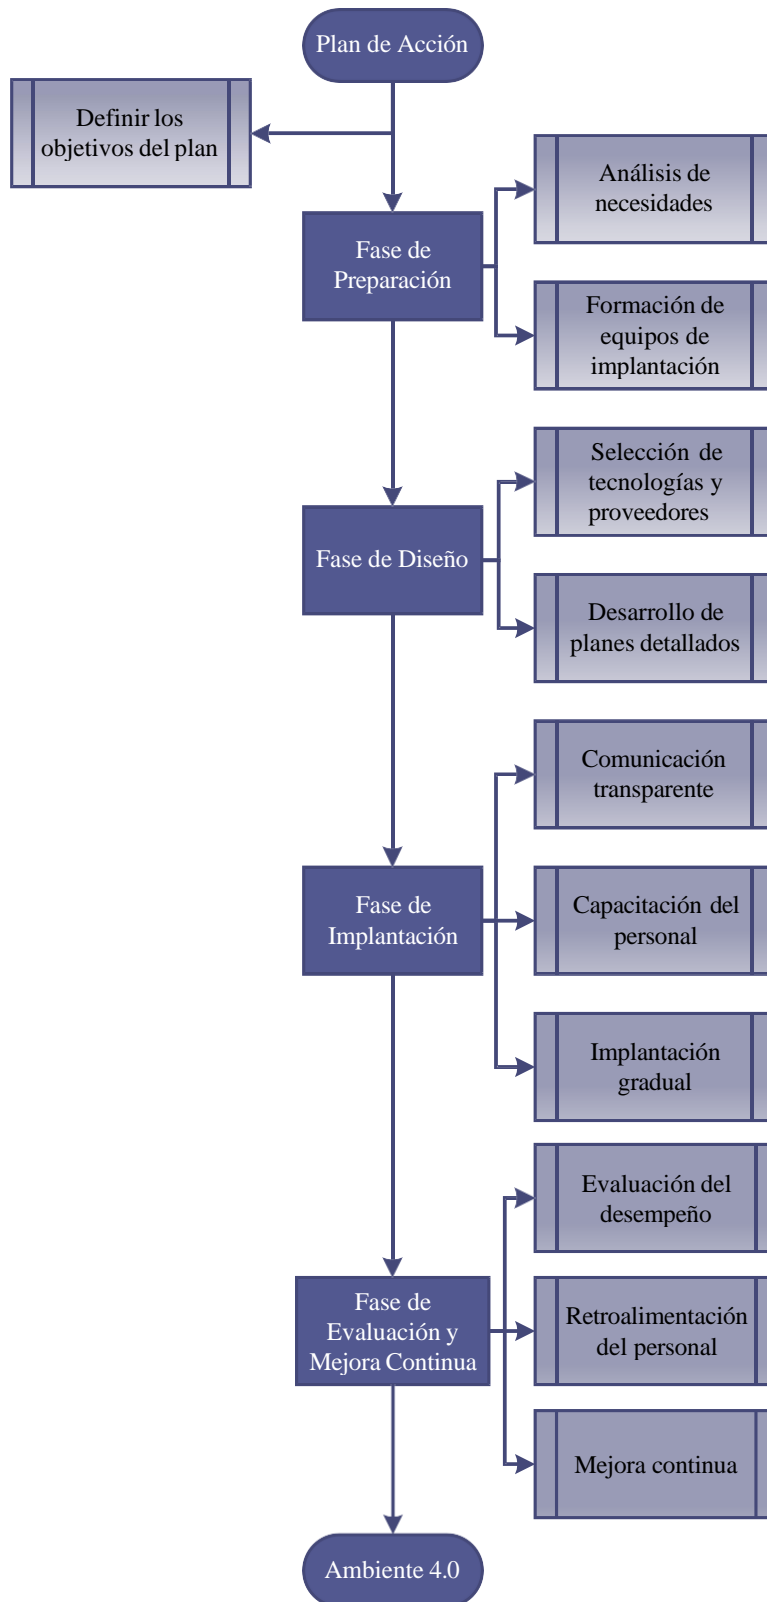 Plan de Acción
Definir los
objetivos del plan
Fase de
Preparación
Análisis de
necesidades
Formación de
equipos de
implantación
Fase de Diseño
Selección de
tecnologías y
proveedores
Desarrollo de
planes detallados
Fase de
Implantación
Comunicación
transparente
Capacitación del
personal
Implantación
gradual
Fase de
Evaluación y
Mejora Continua
Evaluación del
desempeño
Retroalimentación
del personal
Mejora continua
Ambiente 4.0